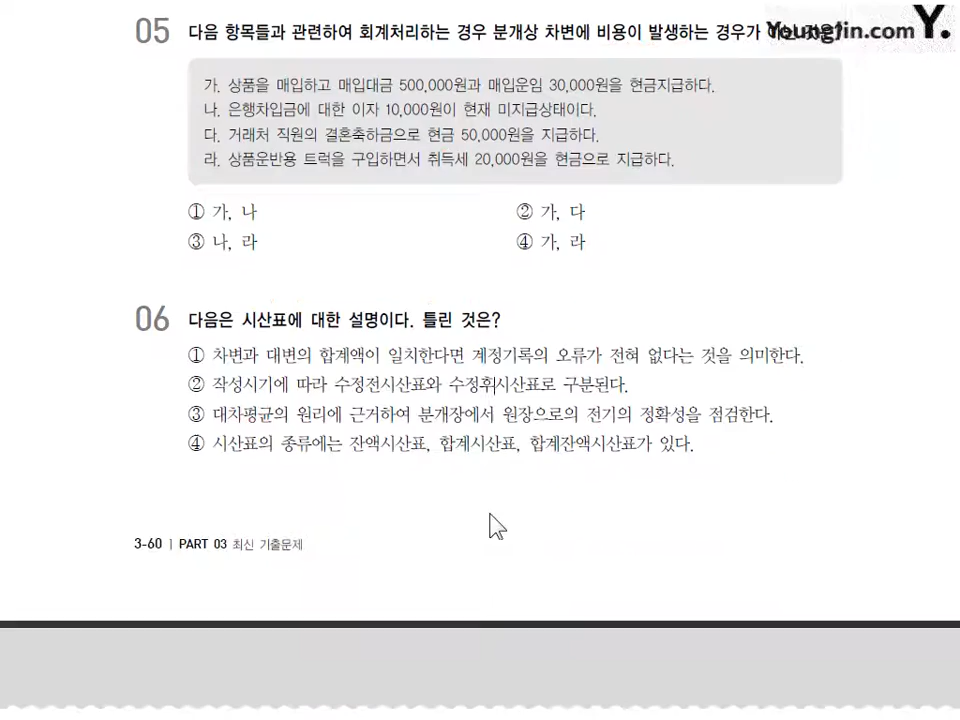 05 다음 항목들과 관련하여 회계처리하는 경우 분개상 차변에 비용이 발생하는 경우가
Youngjin.com Y.
가. 상품을 매입하고 매입대금 500,000원과 매입운임 30,000원을 현금지급하다.
나. 은행차입금에 대한 이자 10,000원이 현재 미지급상태이다.
다. 거래처 직원의 결혼축하금으로 현금 50,000원을 지급하다.
라. 상품운반용 트럭을 구입하면서 취득세 20,000원을 현금으로 지급하다.
① 가, 나 ② 가, 다
③ 나, 라 ④ 가, 라
06 다음은 시산표에 대한 설명이다. 틀린 것은?
① 차변과 대변의 합계액이 일치한다면 계정기록의 오류가 전혀 없다는 것을 의미한다.
② 작성시기에 따라 수정전시산표와 수정후시산표로 구분된다.
③ 대차평균의 원리에 근거하여 분개장에서 원장으로의 전기의 정확성을 점검한다.
④ 시산표의 종류에는 잔액시산표, 합계시산표, 합계잔액시산표가 있다.
3-60 | PART 03 최신 기출문제